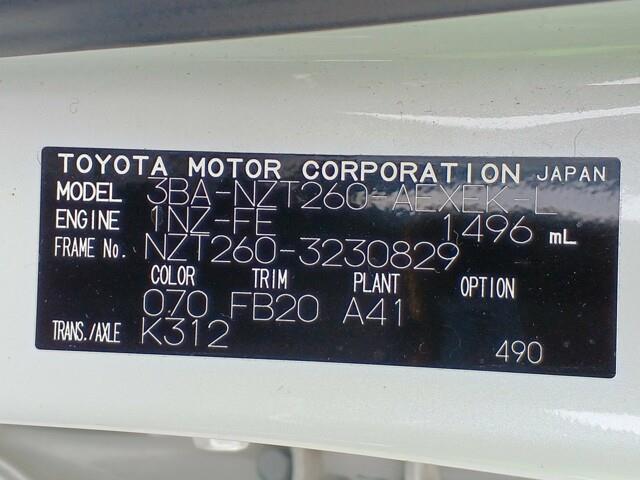 TOYOTA MOTOR CORPORATION JAPAN
MODEL 3BA-NZT260-AEXEK-L
ENGINE 1NZ-FE 1496 mL
FRAME No. NZT260-3230829
COLOR TRIM PLANT OPTION
070 FB20 A41
TRANS./AXLE K312
490